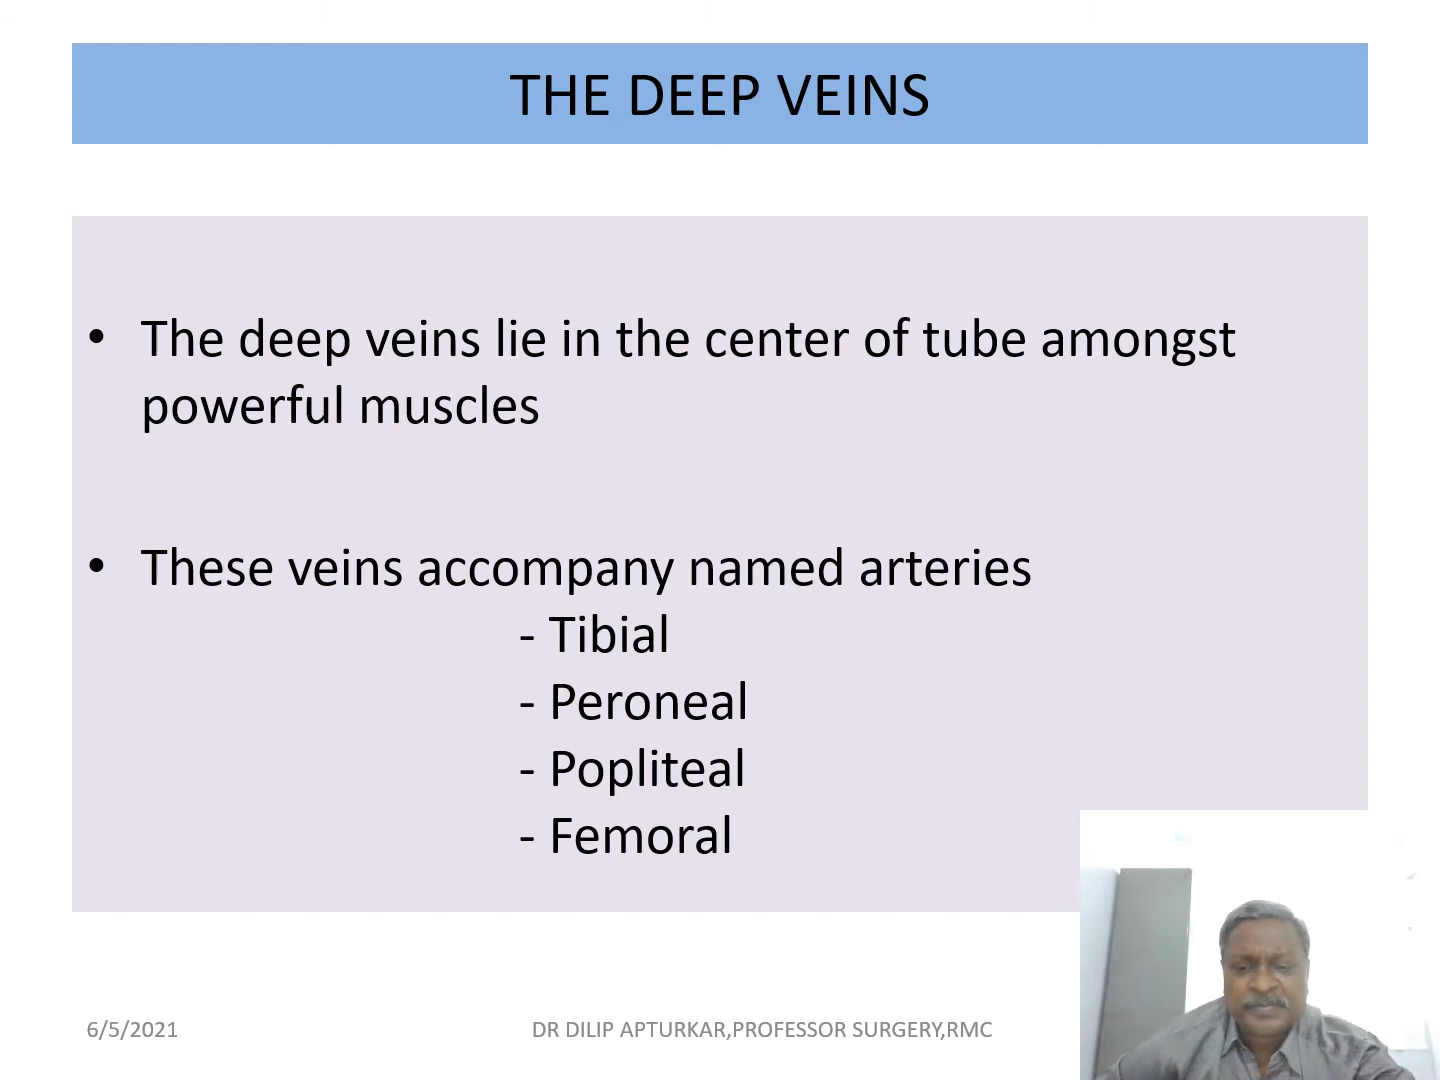 THE DEEP VEINS
• The deep veins lie in the center of tube amongst
powerful muscles
• These veins accompany named arteries
- Tibial
- Peroneal
- Popliteal
- Femoral
6/5/2021
DR DILIP APTURKAR,PROFESSOR SURGERY,RMC